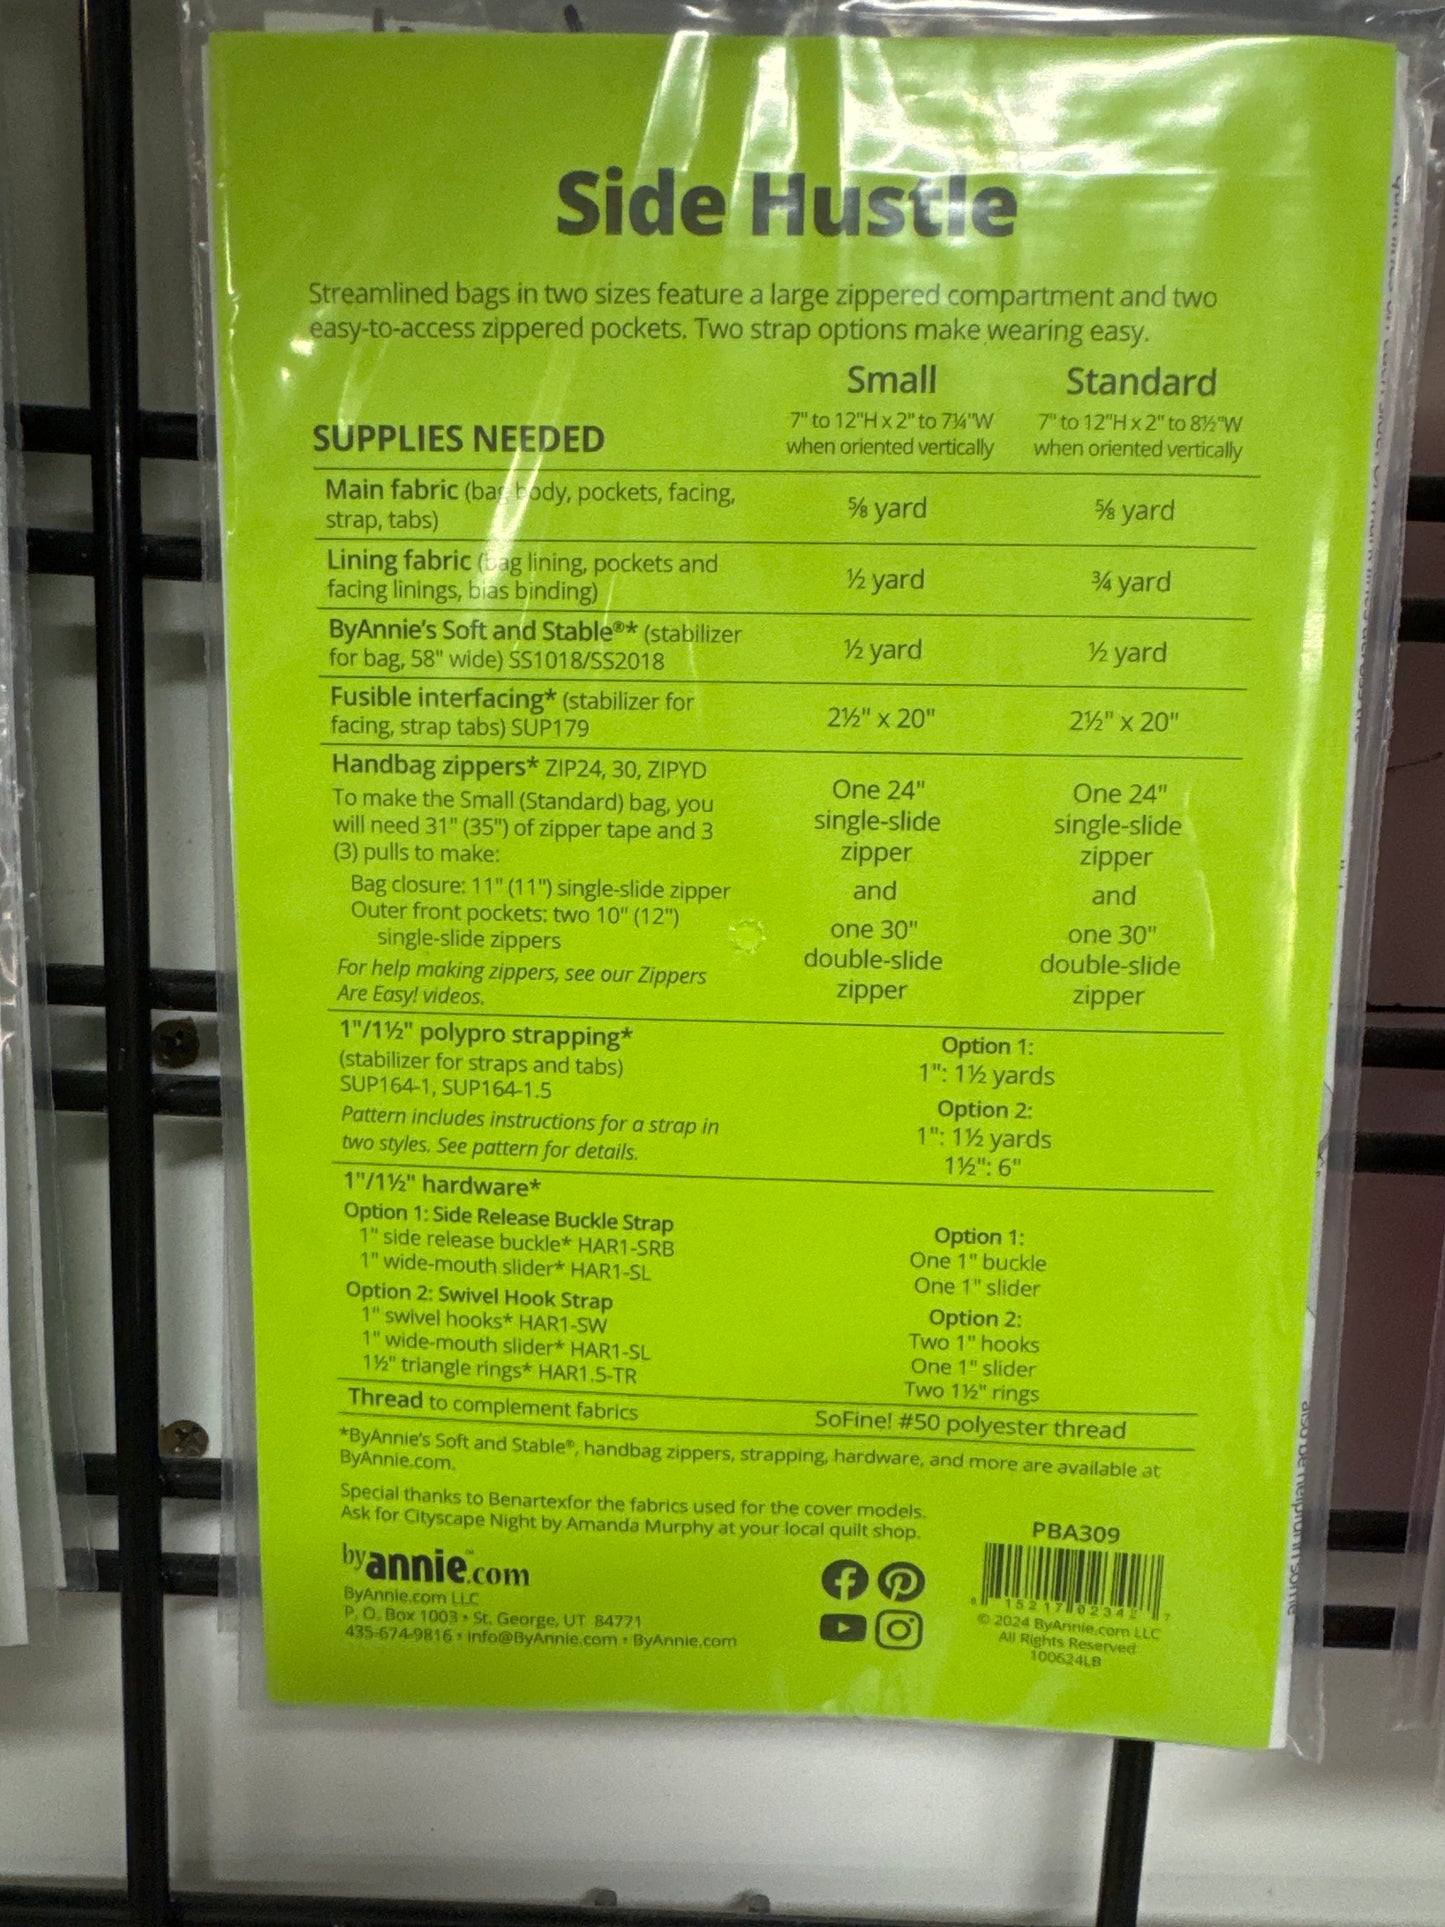 Side Hustle
Streamlined bags in two sizes feature a large zippered compartment and two
easy-to-access zippered pockets. Two strap options make wearing easy.
Small
Standard
7" to 12"H x 2" to 7¼"W
when oriented vertically
7" to 12"H x 2" to 8½"W
when oriented vertically
SUPPLIES NEEDED
Main fabric (bag body, pockets, facing,
strap, tabs)
⅝ yard
⅝ yard
Lining fabric (bag lining, pockets and
facing linings, bias binding)
½ yard
¾ yard
ByAnnie's Soft and Stable®* (stabilizer
for bag, 58" wide) SS1018/SS2018
½ yard
½ yard
Fusible interfacing* (stabilizer for
facing, strap tabs) SUP179
2½" x 20"
2½" x 20"
Handbag zippers* ZIP24, 30, ZIPYD
To make the Small (Standard) bag, you
will need 31" (35") of zipper tape and 3
(3) pulls to make:
Bag closure: 11" (11") single-slide zipper
Outer front pockets: two 10" (12")
single-slide zippers
For help making zippers, see our Zippers
Are Easy! videos.
One 24"
single-slide
zipper
and
one 30"
double-slide
zipper
One 24"
single-slide
zipper
and
one 30"
double-slide
zipper
1"/1½" polypro strapping*
(stabilizer for straps and tabs)
SUP164-1, SUP164-1.5
Pattern includes instructions for a strap in
two styles. See pattern for details.
Option 1:
1": 1½ yards
Option 2:
1": 1½ yards
1½": 6"
1"/1½" hardware*
Option 1: Side Release Buckle Strap
1" side release buckle* HAR1-SRB
1" wide-mouth slider* HAR1-SL
Option 2: Swivel Hook Strap
1" swivel hooks* HAR1-SW
1" wide-mouth slider* HAR1-SL
1½" triangle rings* HAR1.5-TR
Option 1:
One 1" buckle
One 1" slider
Option 2:
Two 1" hooks
One 1" slider
Two 1½" rings
Thread to complement fabrics
SoFine! #50 polyester thread
*ByAnnie's Soft and Stable®, handbag zippers, strapping, hardware, and more are available at
ByAnnie.com.
Special thanks to Benartexfor the fabrics used for the cover models.
Ask for Cityscape Night by Amanda Murphy at your local quilt shop.
byannie.com™
ByAnnie.com LLC
P. O. Box 1003 • St. George, UT 84771
435-674-9816 • info@ByAnnie.com • ByAnnie.com
PBA309
8 15217 02342 7
© 2024 ByAnnie.com LLC
All Rights Reserved
100624LB
also be helpful in some